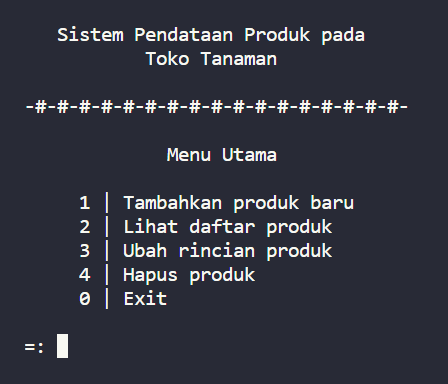 Sistem Pendataan Produk pada
Toko Tanaman
-#-#-#-#-#-#-#-#-#-#-#-#-#-#-#-#-#-
Menu Utama
1 | Tambahkan produk baru
2 | Lihat daftar produk
3 | Ubah rincian produk
4 | Hapus produk
0 | Exit
=: